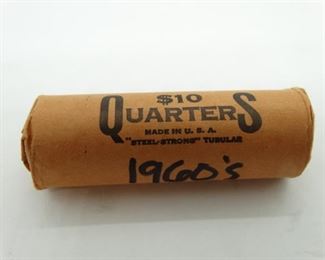 $10
QUARTERS
MADE IN U. S. A.
"STEEL-STRONG" TUBULAR
1960's